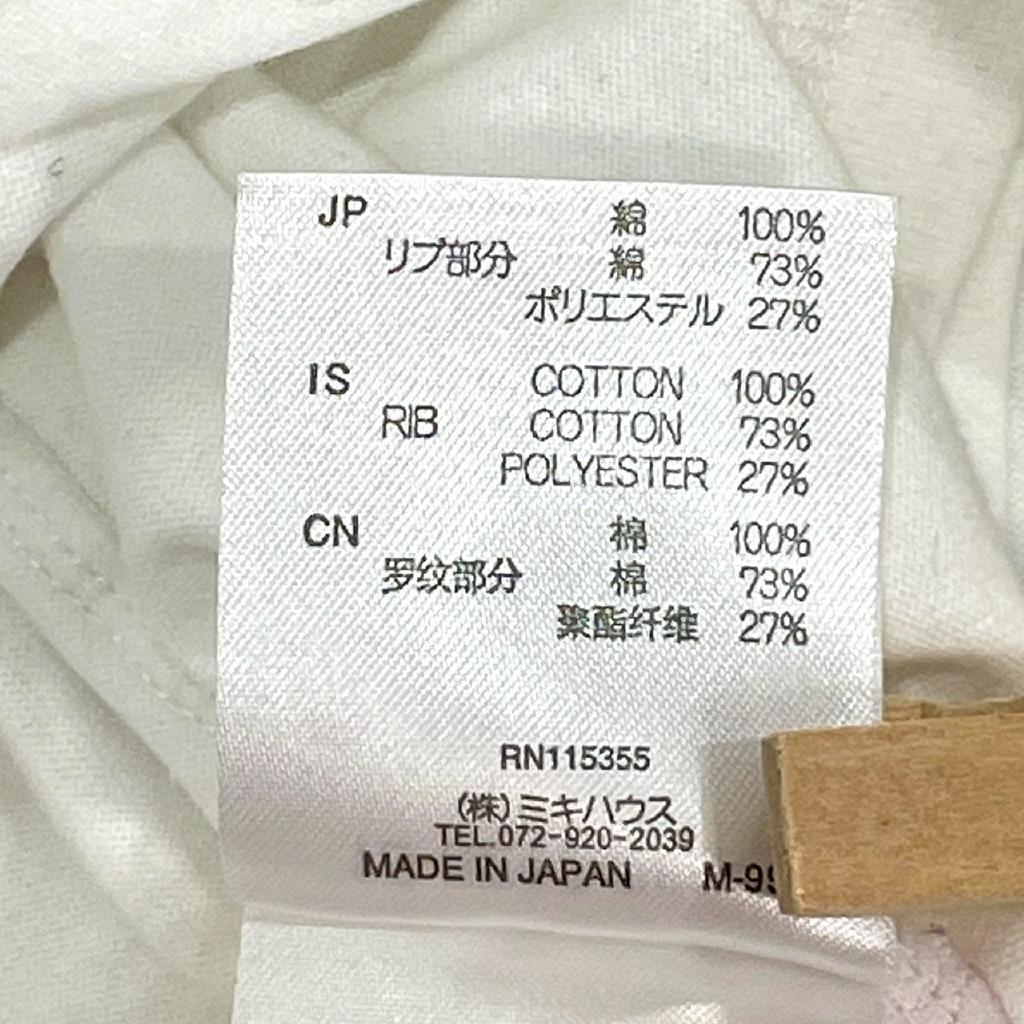 JP 綿 100%
リブ部分 綿 73%
ポリエステル 27%
IS COTTON 100%
RIB COTTON 73%
POLYESTER 27%
CN 棉 100%
罗纹部分 棉 73%
聚酯纤维 27%
RN115355
(株)ミキハウス
TEL.072-920-2039
MADE IN JAPAN